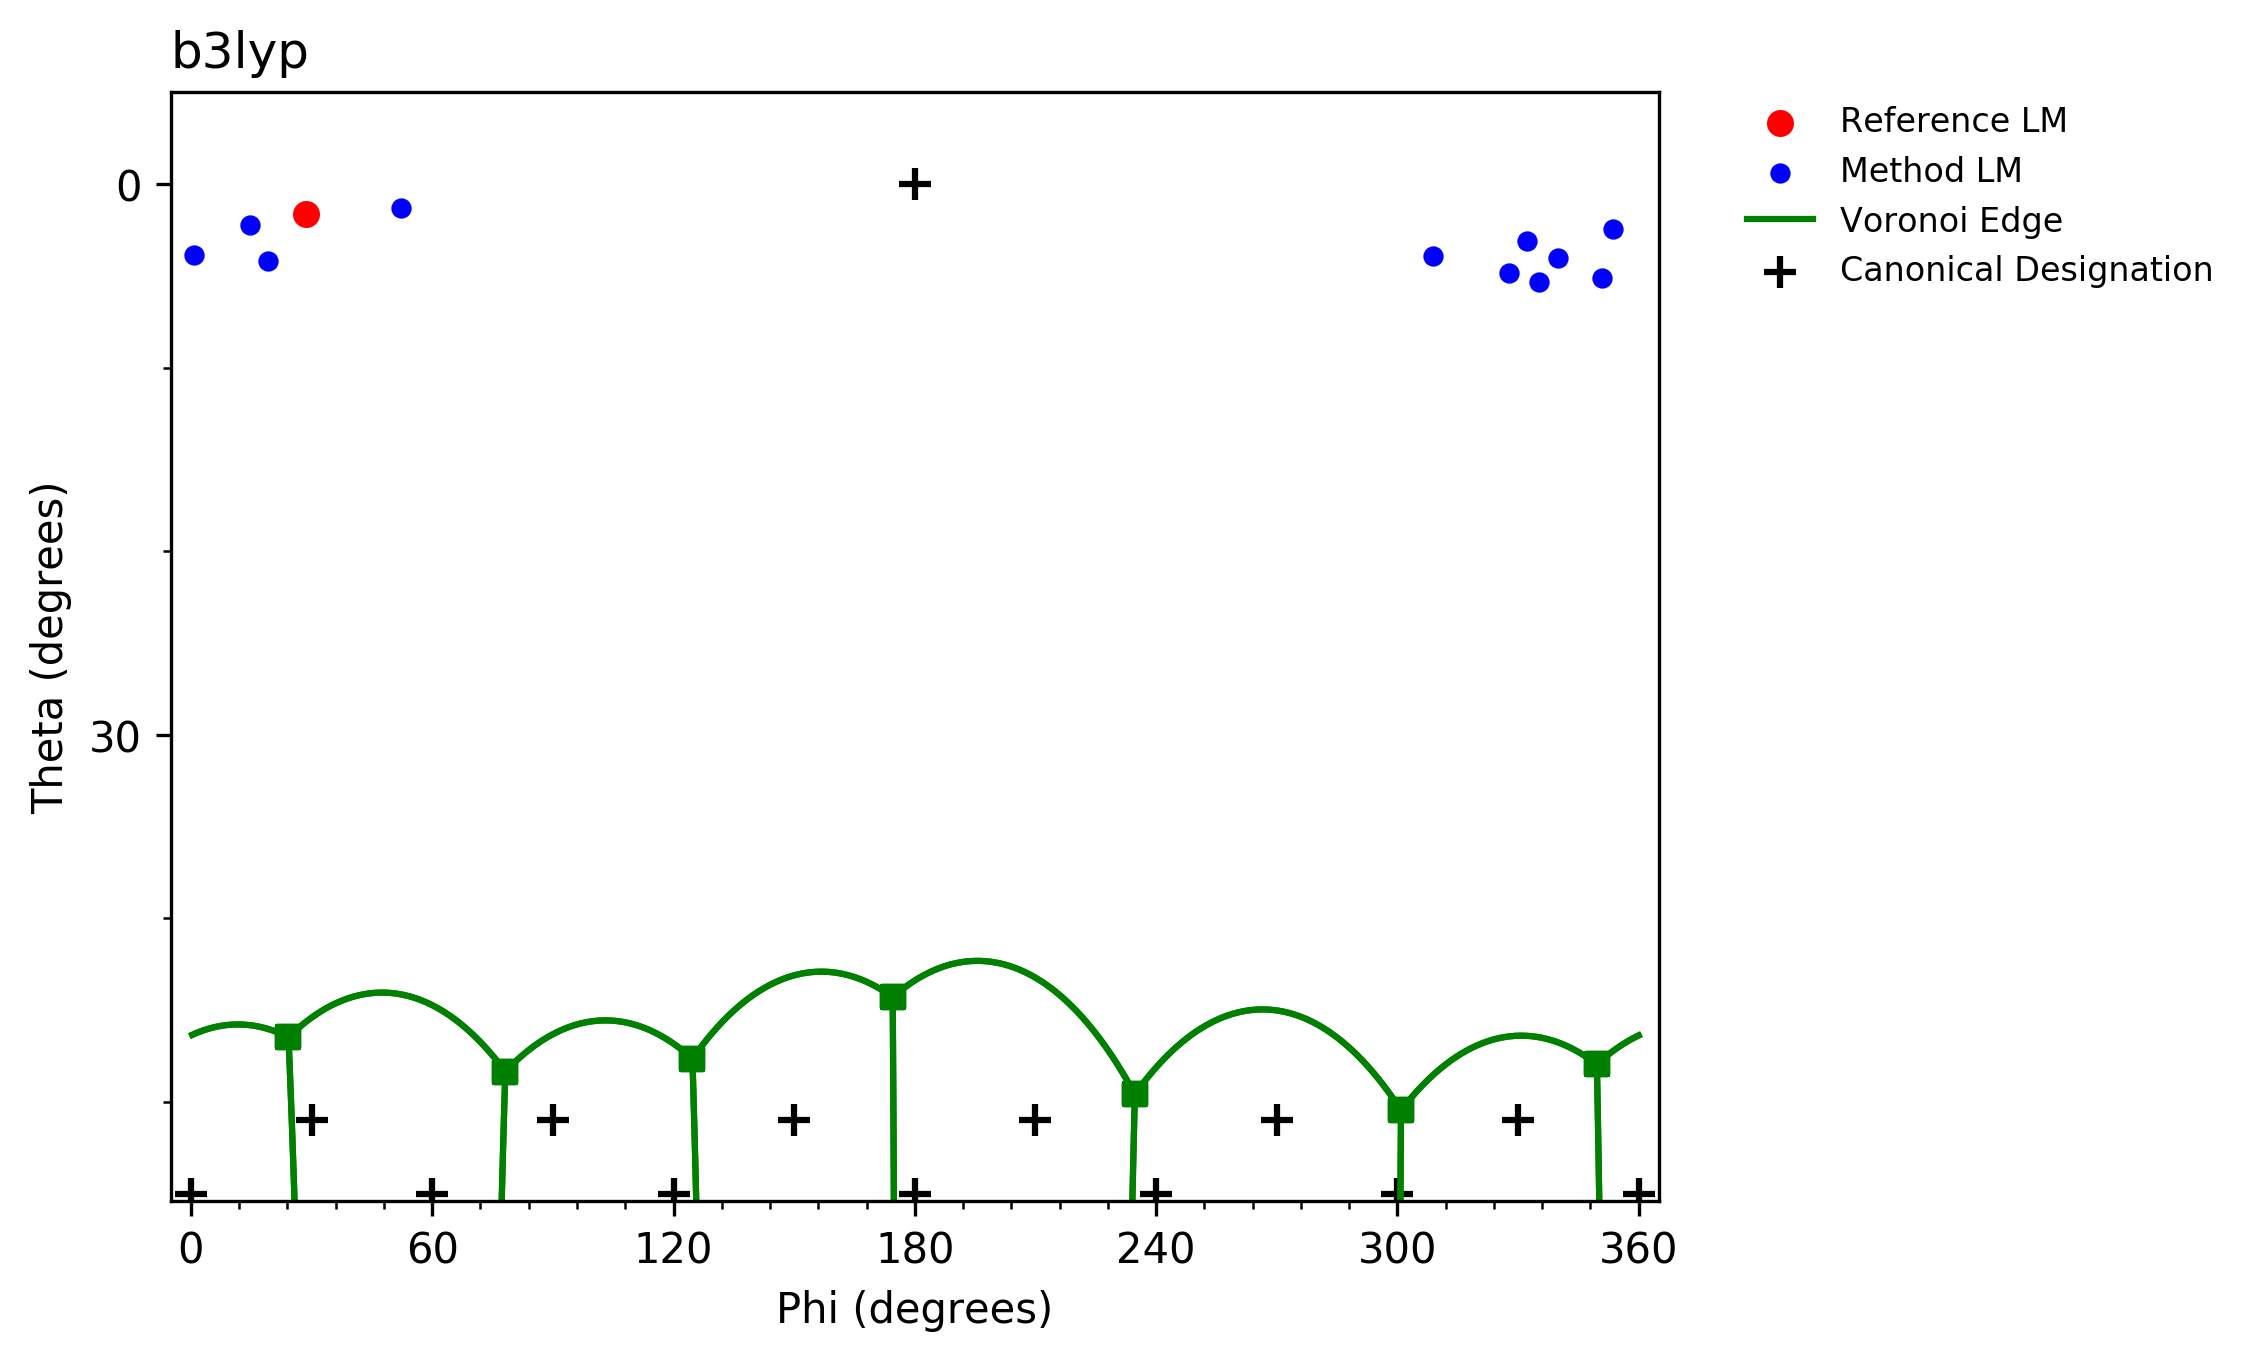 b3lyp
Reference LM
Method LM
Voronoi Edge
Canonical Designation
Theta (degrees)
0
30
0 60 120 180 240 300 360
Phi (degrees)